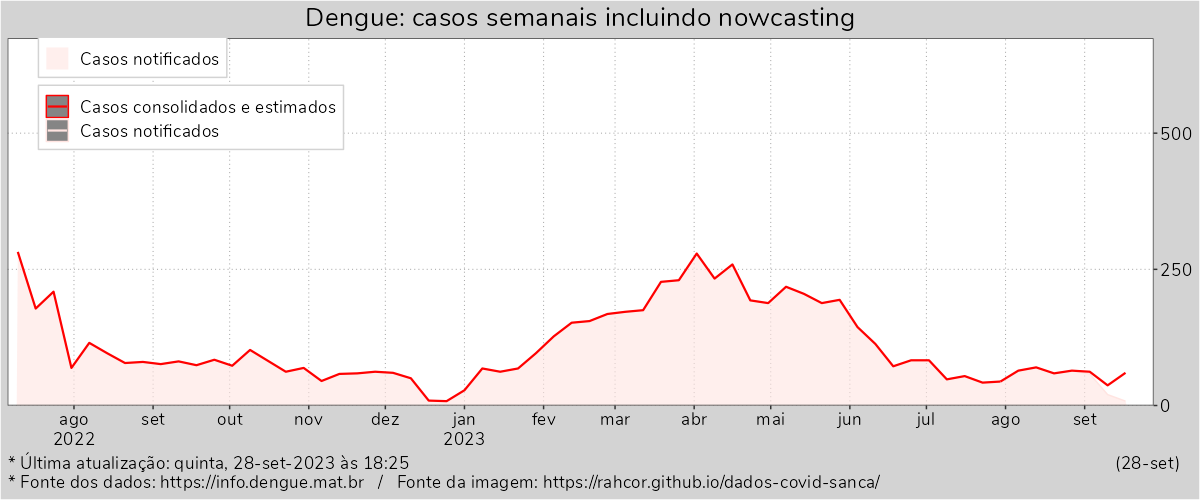 Dengue: casos semanais incluindo nowcasting
Casos notificados
Casos consolidados e estimados
Casos notificados
500
250
0
ago set out nov dez jan fev mar abr mai jun jul ago set
2022 2023
* Última atualização: quinta, 28-set-2023 às 18:25 (28-set)
* Fonte dos dados: https://info.dengue.mat.br / Fonte da imagem: https://rahcor.github.io/dados-covid-sanca/